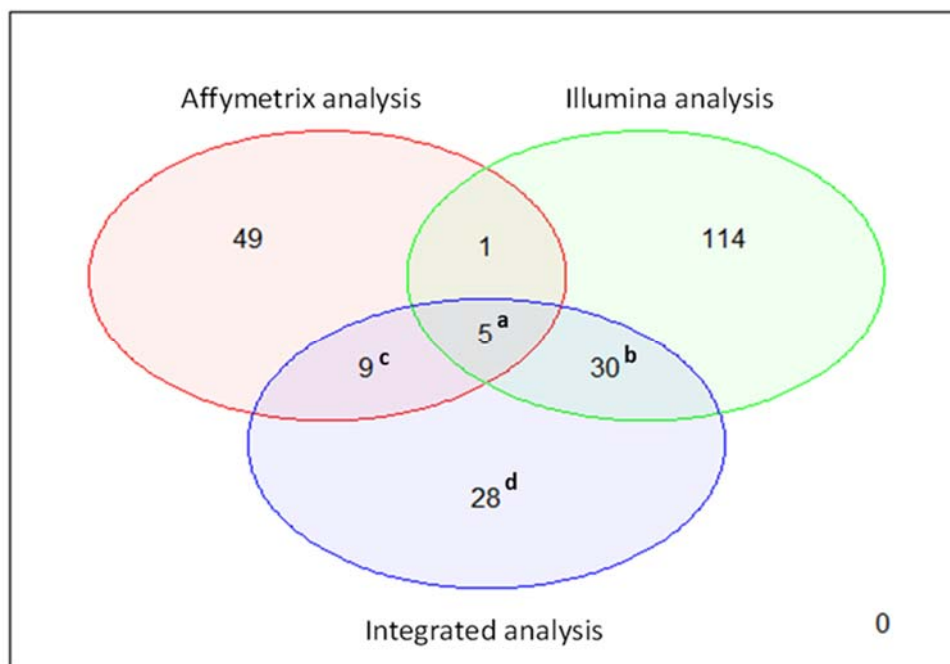 Affymetrix analysis
Illumina analysis
49
1
114
5 a
9 c
30 b
28 d
Integrated analysis
0